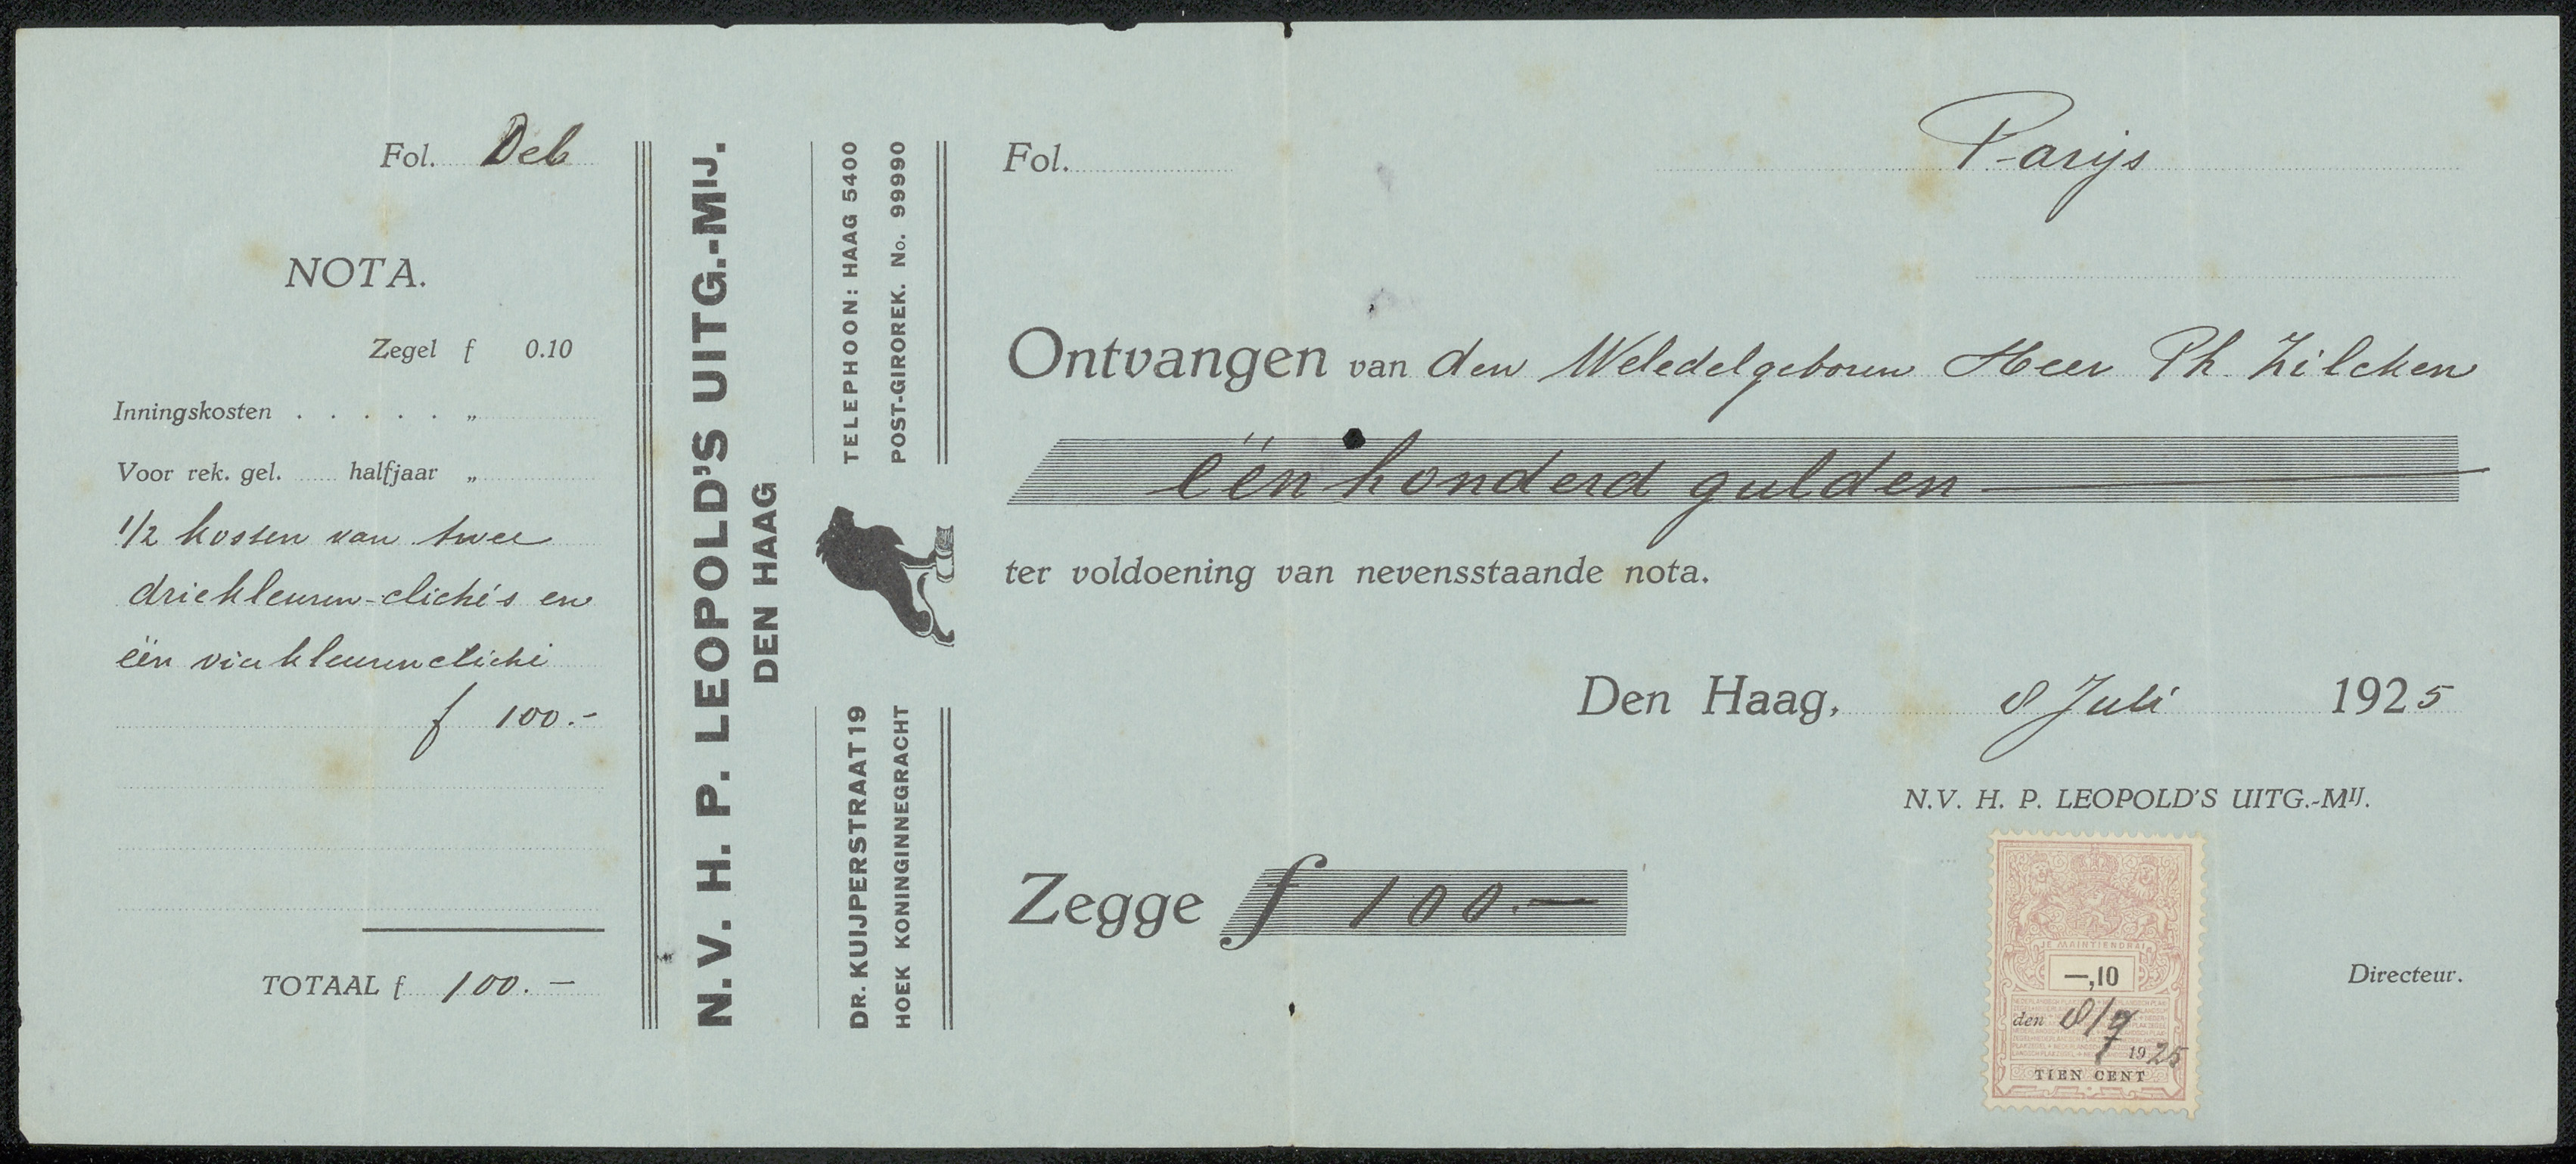 Fol. Deb
NOTA.
Zegel f 0.10
Inningskosten . . . . . „
Voor rek. gel. ...... halfjaar „
1/2 kosten van twee
driekleuren-cliché's en
één vierkleurencliché
f 100.-
TOTAAL f 100.—
N.V. H. P. LEOPOLD'S UITG.-MIJ.
DEN HAAG
TELEPHOON: HAAG 5400
POST-GIROREK. No. 99990
DR. KUIJPERSTRAAT 19
HOEK KONINGINNEGRACHT
Fol.
Parijs
Ontvangen van den Weledelgeboren Heer Ph. Zilcken
één honderd gulden
ter voldoening van nevensstaande nota.
Den Haag, 8 Juli 1925
N.V. H. P. LEOPOLD'S UITG.-MIJ.
Zegge f 100.—
JE MAINTIENDRAI
—,10
den 8/7
1925
TIEN CENT
Directeur.